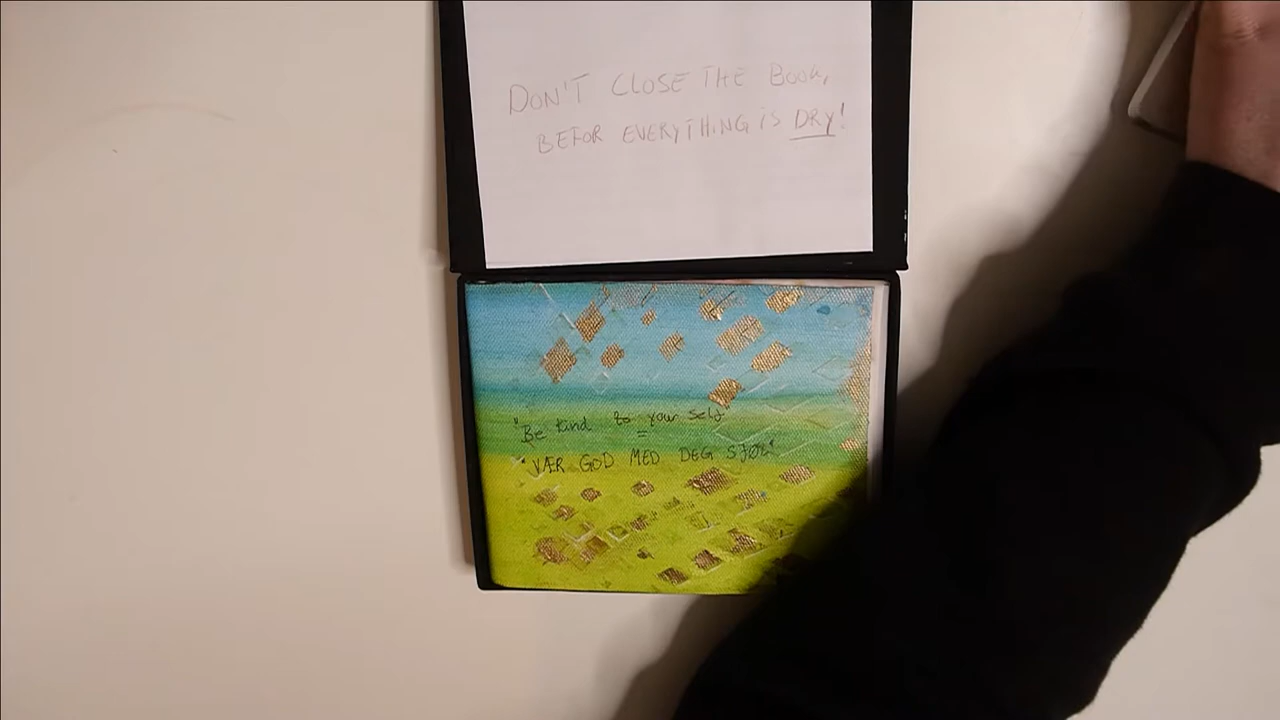 DON'T CLOSE THE BOOK,
BEFOR EVERYTHING IS DRY!
"Be kind to your self
=
"VÆR GOD MED DEG SJØL"